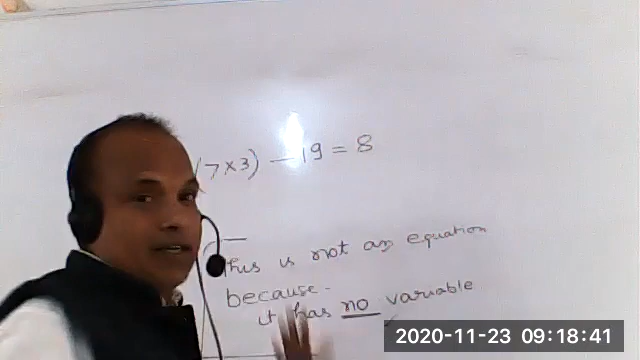 (7×3) - 19 = 8
This is not an equation
because.
it has no variable
2020-11-23 09:18:41